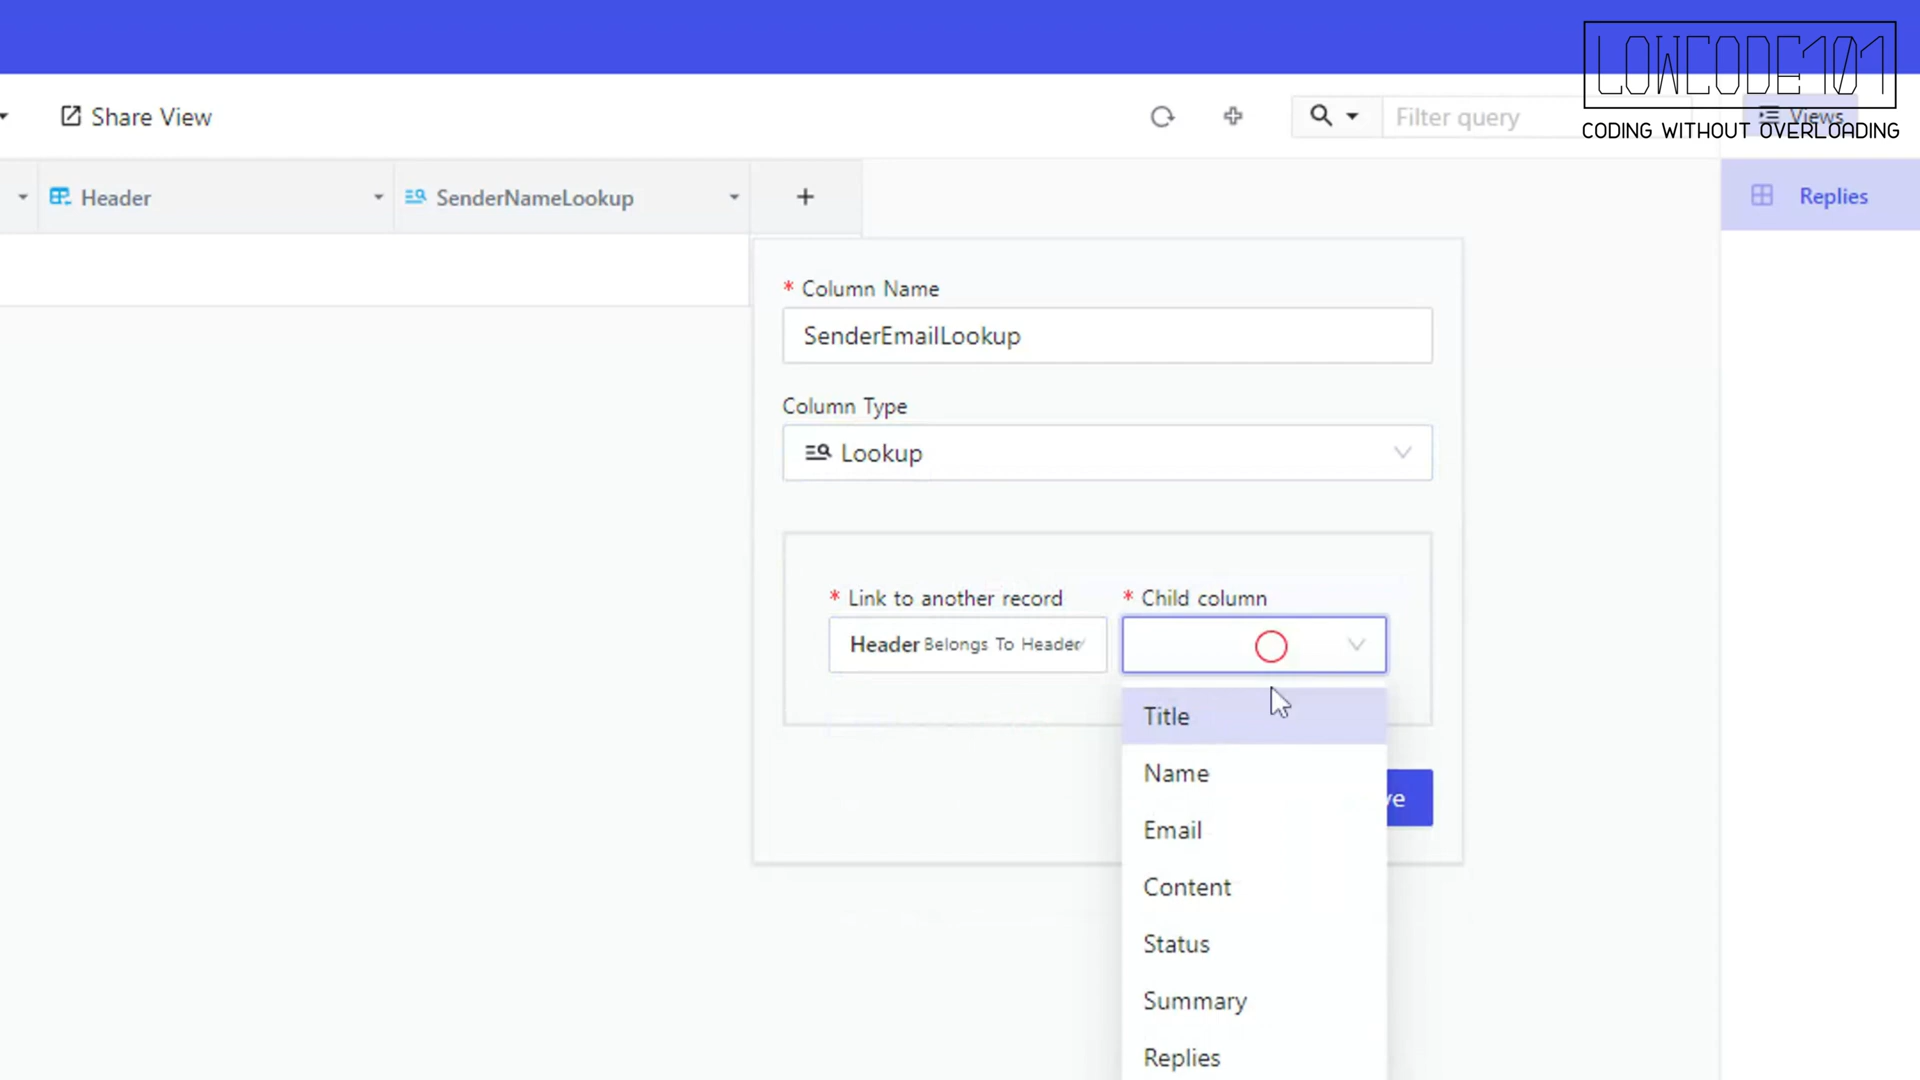 LOWCODE101
CODING WITHOUT OVERLOADING
Share View
Filter query
Views
Header
SenderNameLookup
+
Replies
* Column Name
SenderEmailLookup
Column Type
Lookup
* Link to another record
* Child column
Header Belongs To Header
Title
Name
Email
Content
Status
Summary
Replies